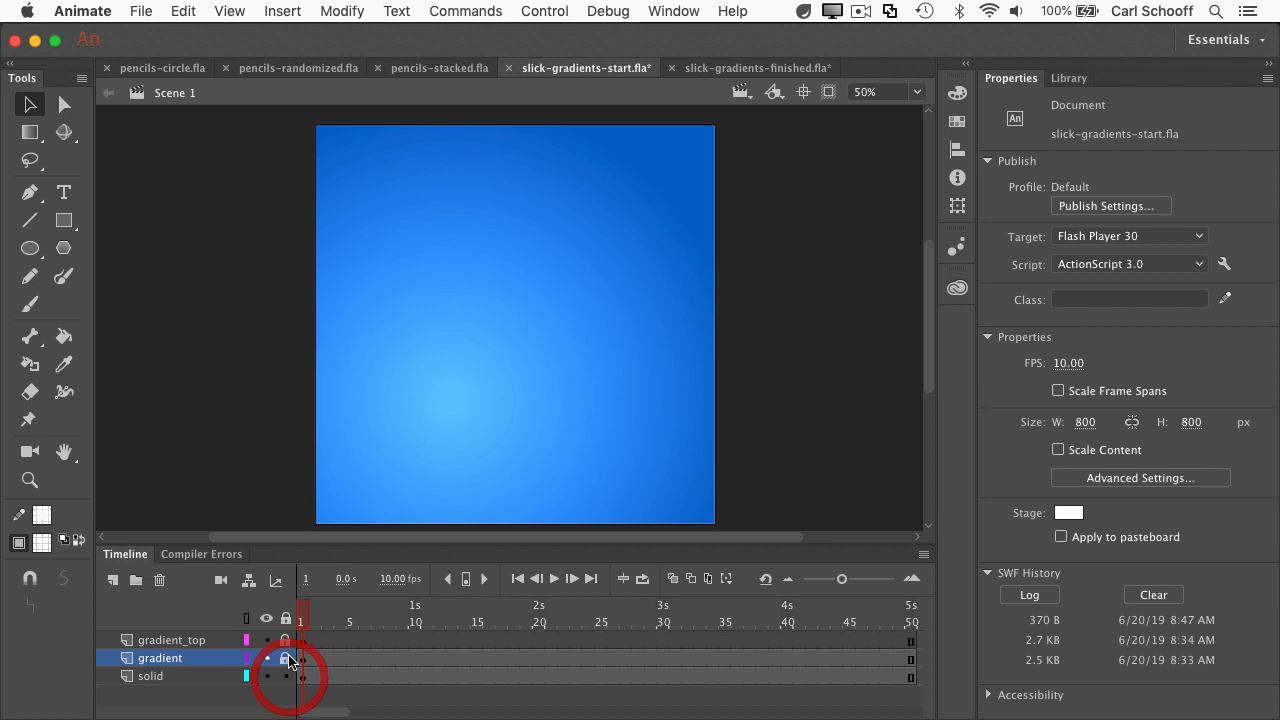 Animate File Edit View Insert Modify Text Commands Control Debug Window Help 100% Carl Schooff
An Essentials
Tools
pencils-circle.fla pencils-randomized.fla pencils-stacked.fla slick-gradients-start.fla* slick-gradients-finished.fla*
Scene 1 50%
Properties Library
Document
An slick-gradients-start.fla
Publish
Profile: Default
Publish Settings...
Target: Flash Player 30
Script: ActionScript 3.0
Class:
Properties
FPS: 10.00
Scale Frame Spans
Size: W: 800 H: 800 px
Scale Content
Advanced Settings...
Stage:
Apply to pasteboard
SWF History
Log Clear
370 B 6/20/19 8:47 AM
2.7 KB 6/20/19 8:34 AM
2.5 KB 6/20/19 8:33 AM
Accessibility
Timeline Compiler Errors
1 0.0 s 10.00 fps
1s 2s 3s 4s 5s
1 5 10 15 20 25 30 35 40 45 50
gradient_top
gradient
solid